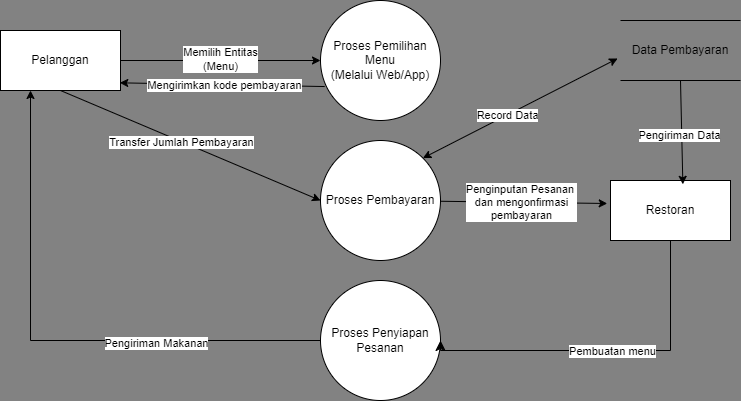 Pelanggan
Memilih Entitas
(Menu)
Proses Pemilihan
Menu
(Melalui Web/App)
Data Pembayaran
Mengirimkan kode pembayaran
Record Data
Transfer Jumlah Pembayaran
Pengiriman Data
Proses Pembayaran
Penginputan Pesanan
dan mengonfirmasi
pembayaran
Restoran
Proses Penyiapan
Pesanan
Pengiriman Makanan
Pembuatan menu